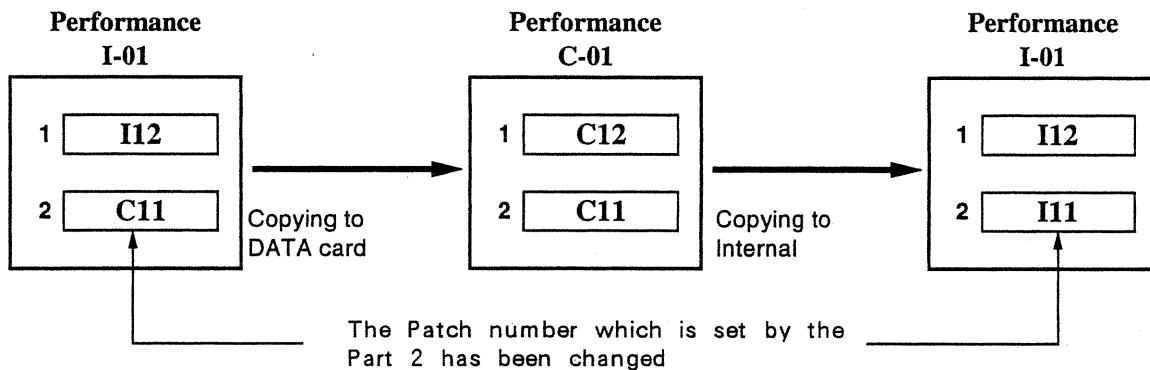 Performance
I-01
1 I12
2 C11
Copying to
DATA card
Performance
C-01
1 C12
2 C11
Copying to
Internal
Performance
I-01
1 I12
2 I11
The Patch number which is set by the
Part 2 has been changed